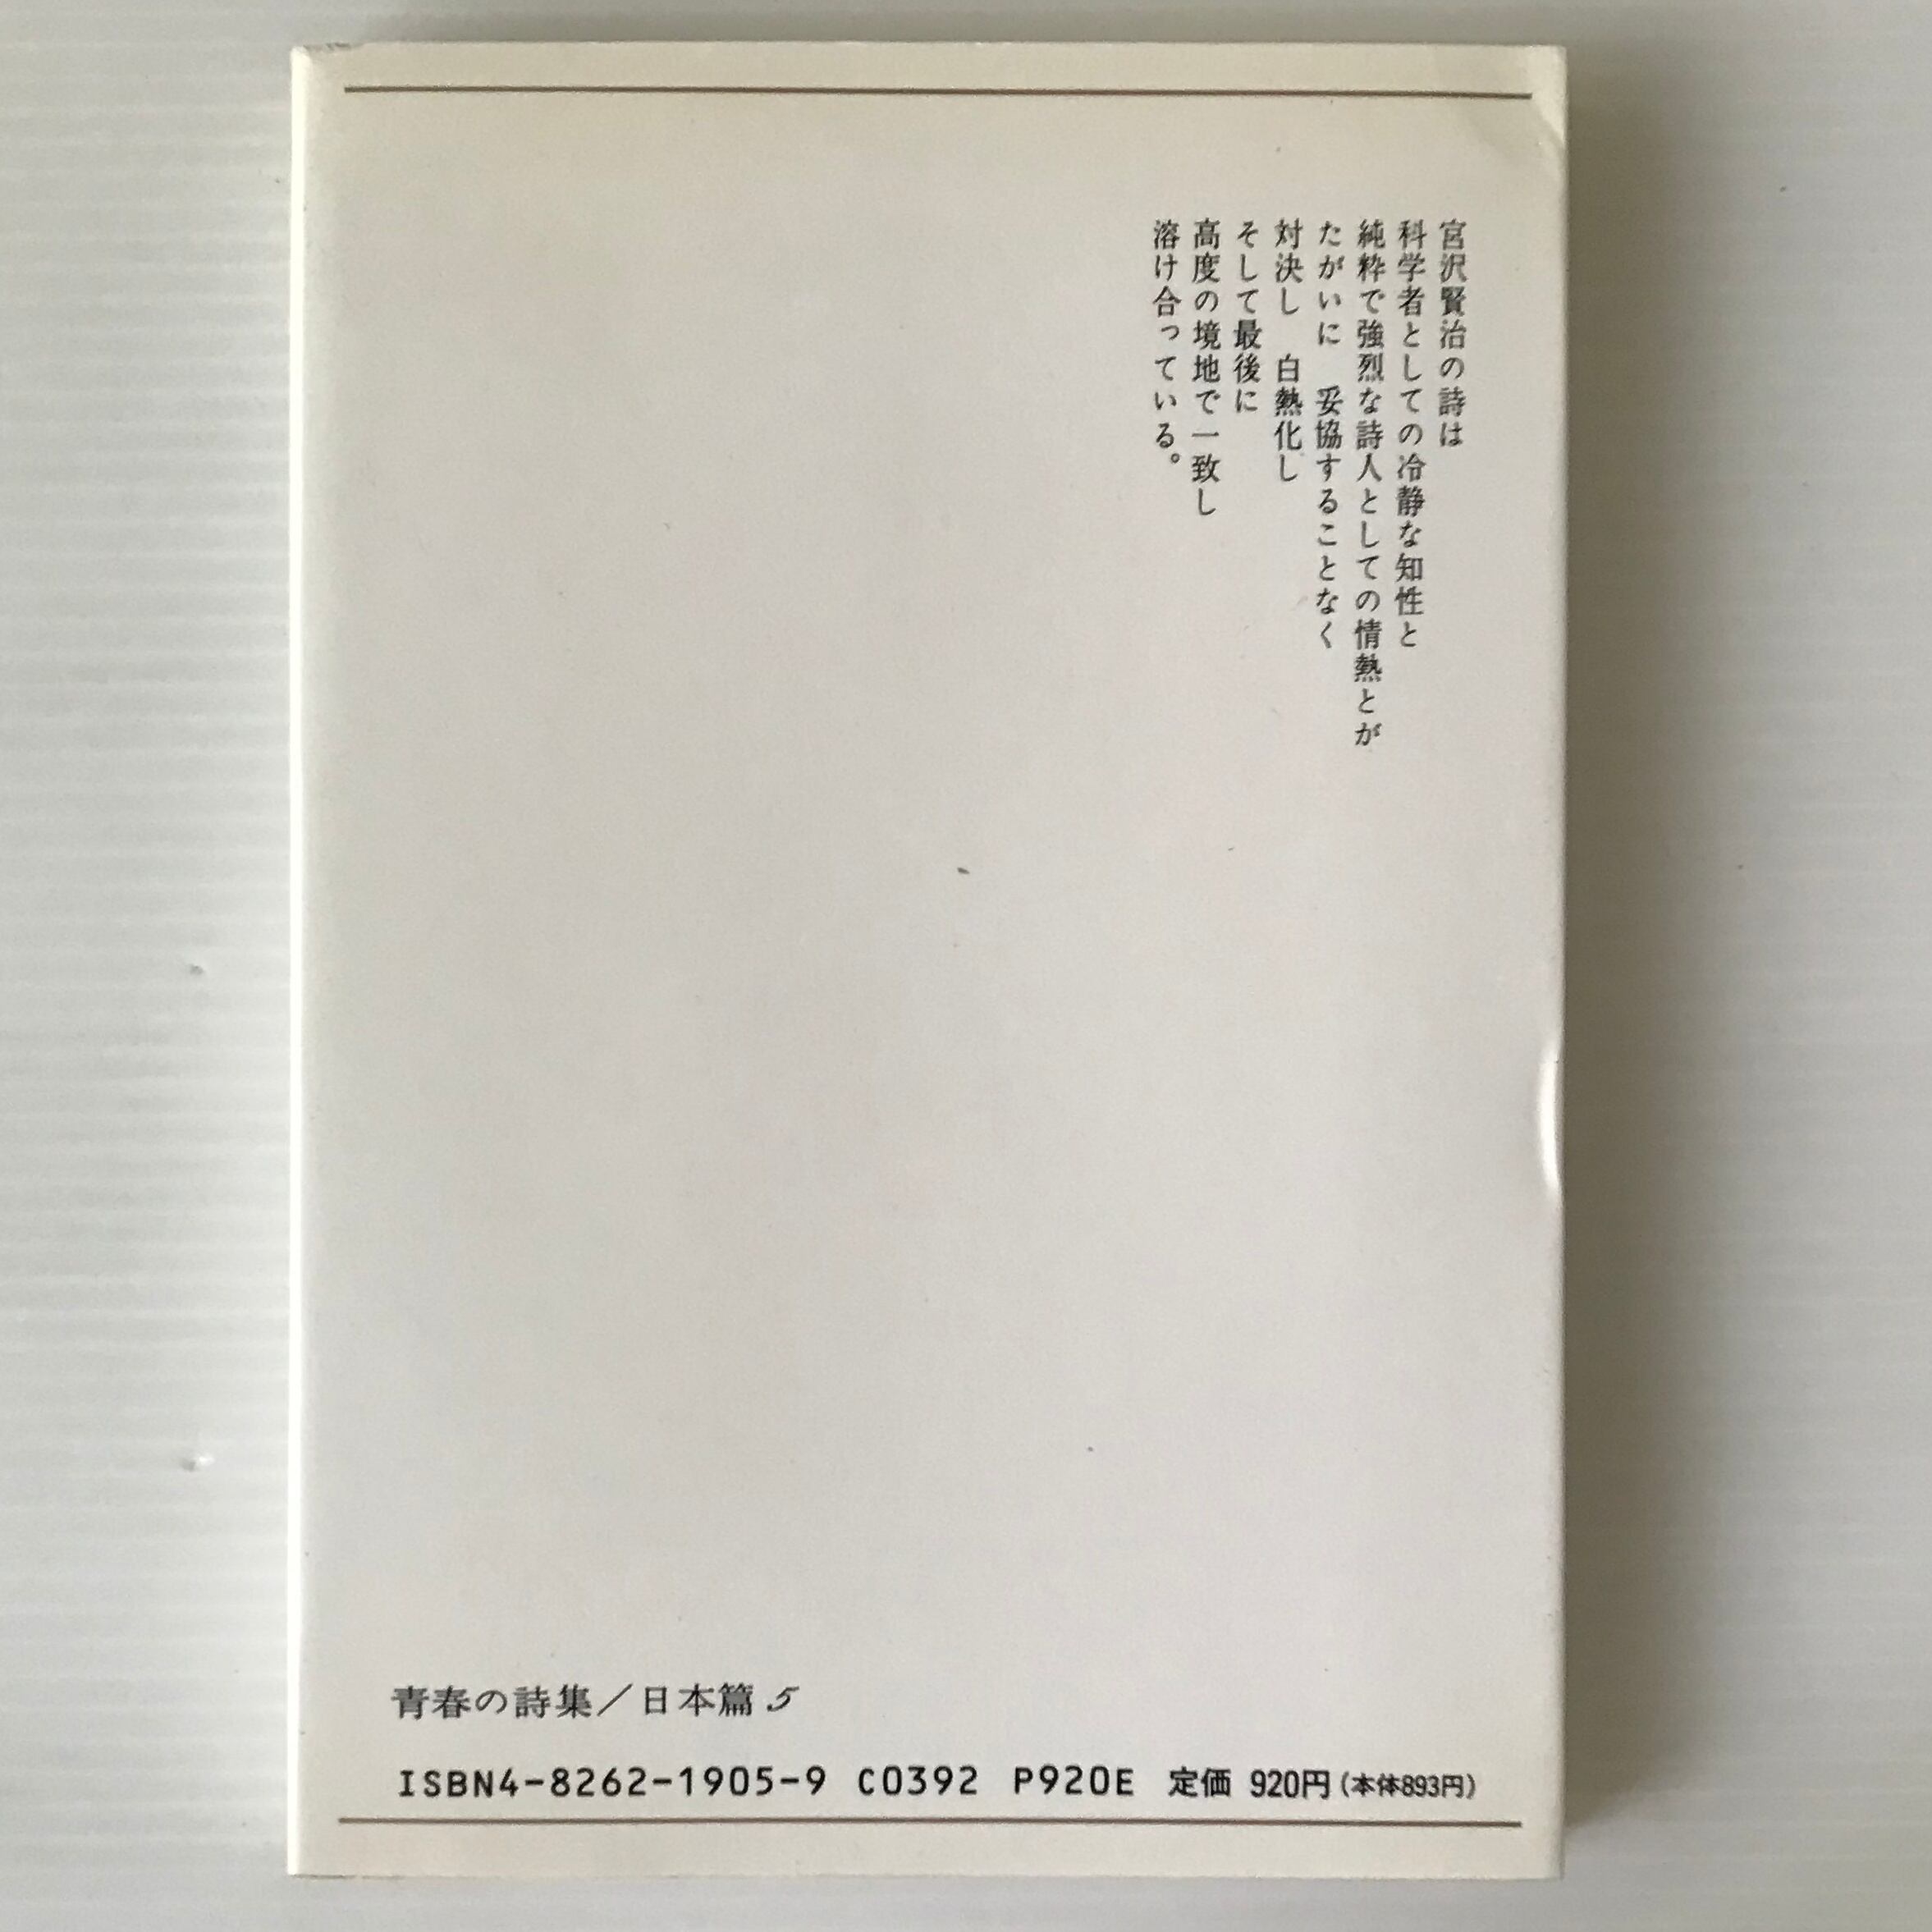 宮沢賢治の詩は
科学者としての冷静な知性と
純粋で強烈な詩人としての情熱とが
たがいに　妥協することなく
対決し　白熱化し
そして最後に
高度の境地で一致し
溶け合っている。
青春の詩集／日本篇 5
ISBN4-8262-1905-9 C0392 P920E 定価 920円(本体893円)